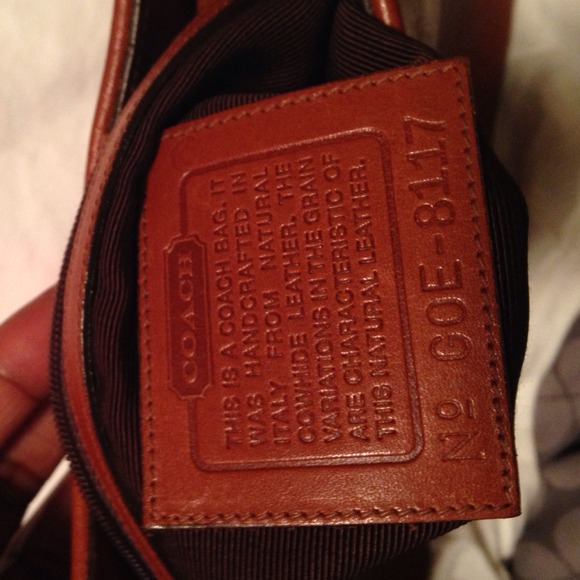 COACH
THIS IS A COACH BAG. IT
WAS HANDCRAFTED IN
ITALY FROM NATURAL
COWHIDE LEATHER. THE
VARIATIONS IN THE GRAIN
ARE CHARACTERISTIC OF
THIS NATURAL LEATHER.
Nº GOE-8117